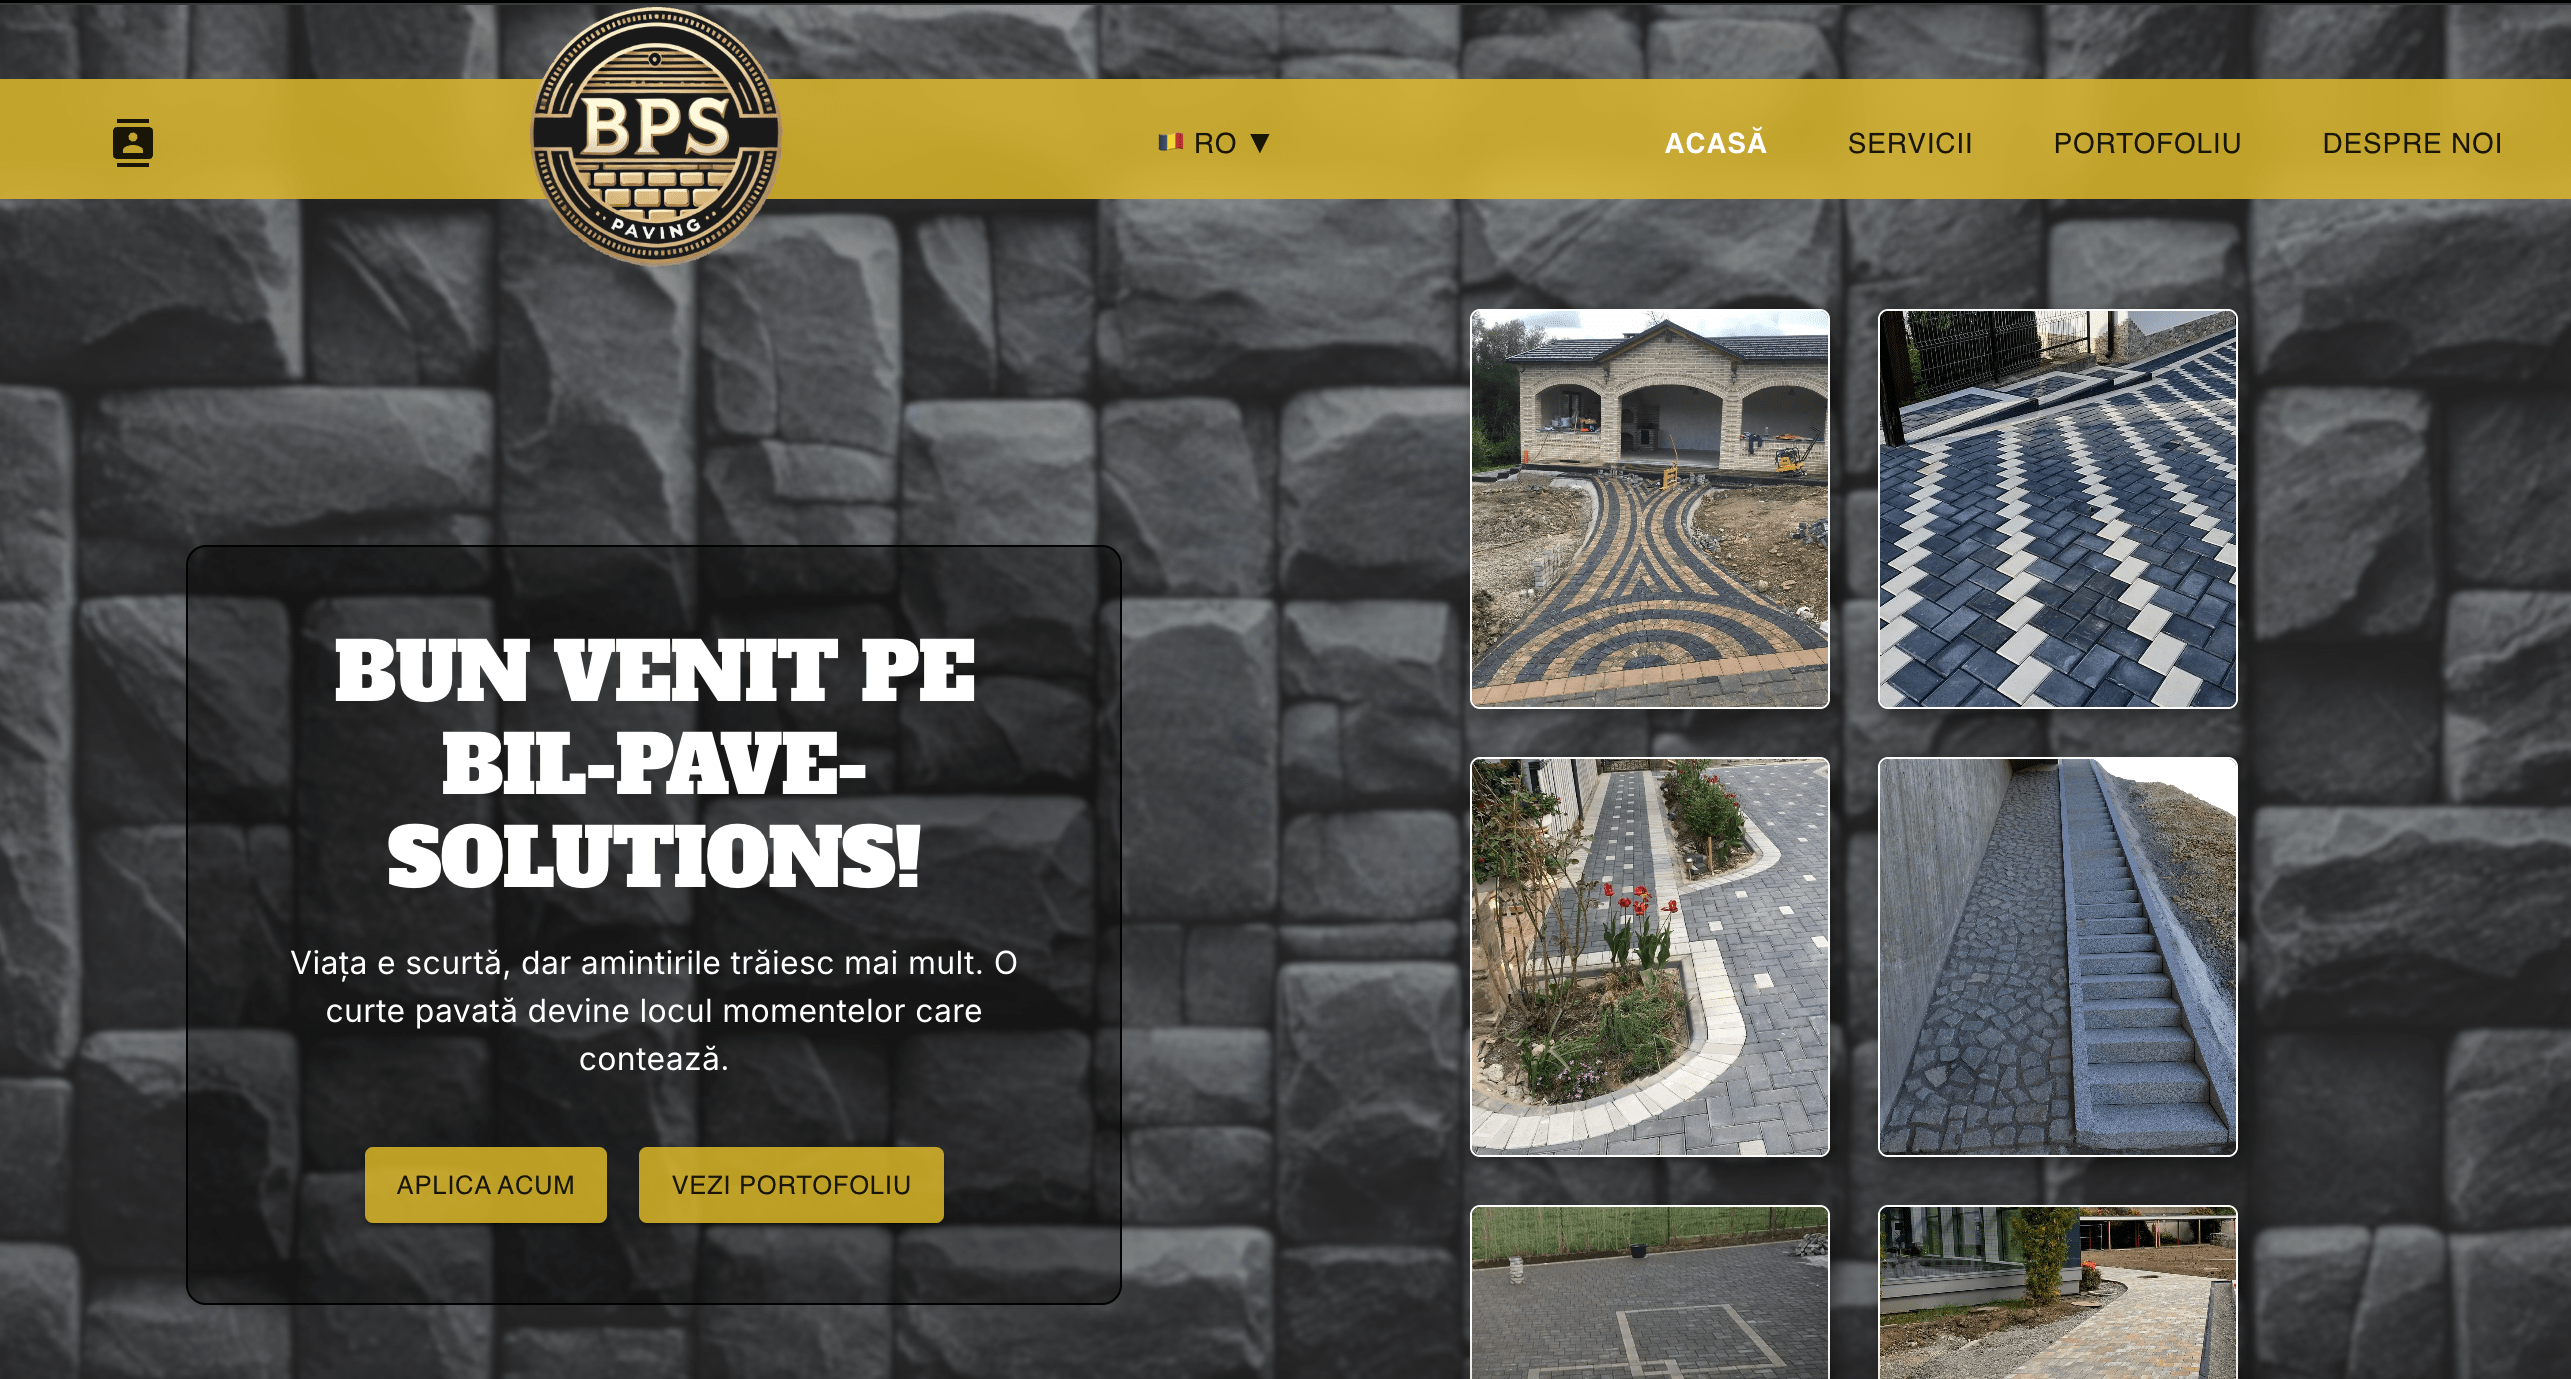 BPS
PAVING
RO ▼
ACASĂ
SERVICII
PORTOFOLIU
DESPRE NOI
BUN VENIT PE
BIL-PAVE-
SOLUTIONS!
Viața e scurtă, dar amintirile trăiesc mai mult. O
curte pavată devine locul momentelor care
contează.
APLICA ACUM
VEZI PORTOFOLIU